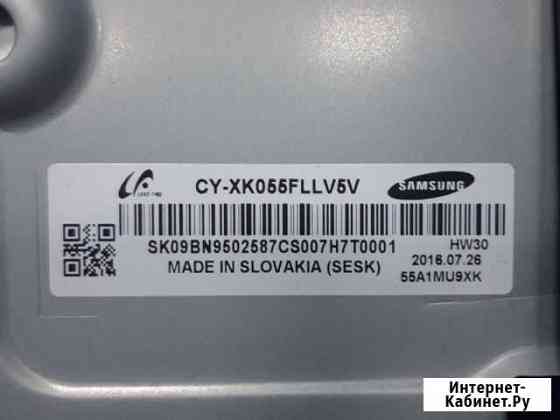 CY-XK055FLLV5V
SAMSUNG
SK09BN9502587CS007H7T0001
HW30
MADE IN SLOVAKIA (SESK)
2016.07.26
55A1MU9XK
Интернет-
Кабинет.Ру